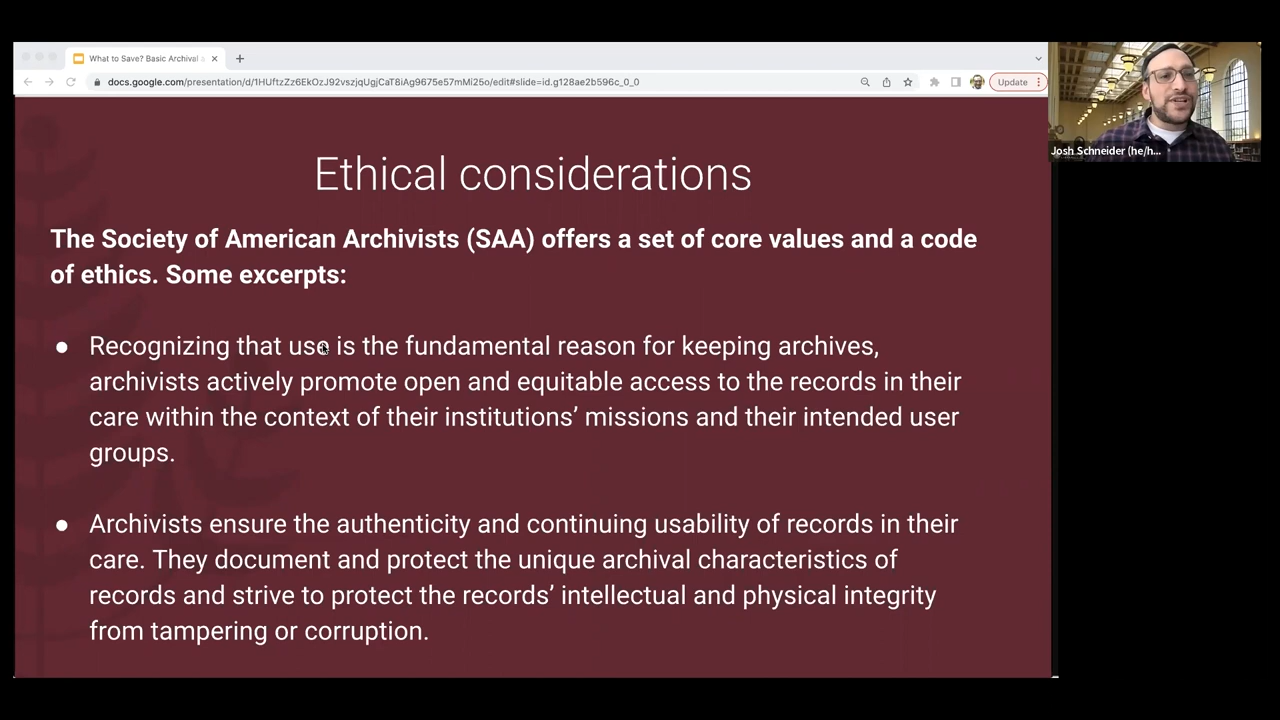 What to Save? Basic Archival
docs.google.com/presentation/d/1HUftzZz6EkOzJ92vszjqUgjCaT8iAg9675e57mMi25o/edit#slide=id.g128ae2b596c_0_0
Update
Josh Schneider (he/h...
Ethical considerations
The Society of American Archivists (SAA) offers a set of core values and a code
of ethics. Some excerpts:
● Recognizing that use is the fundamental reason for keeping archives,
archivists actively promote open and equitable access to the records in their
care within the context of their institutions’ missions and their intended user
groups.
● Archivists ensure the authenticity and continuing usability of records in their
care. They document and protect the unique archival characteristics of
records and strive to protect the records’ intellectual and physical integrity
from tampering or corruption.